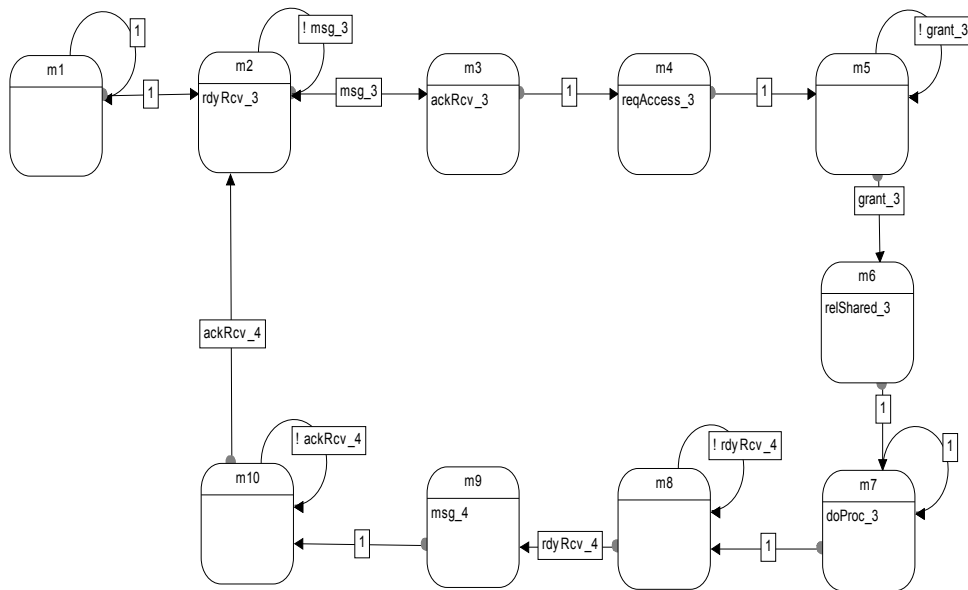 1
! msg_3
! grant_3
m1
m2
m3
m4
m5
1
rdyRcv_3
msg_3
ackRcv_3
1
reqAccess_3
1
grant_3
m6
relShared_3
ackRcv_4
1
! ackRcv_4
! rdyRcv_4
1
m10
m9
m8
m7
msg_4
doProc_3
1
rdyRcv_4
1